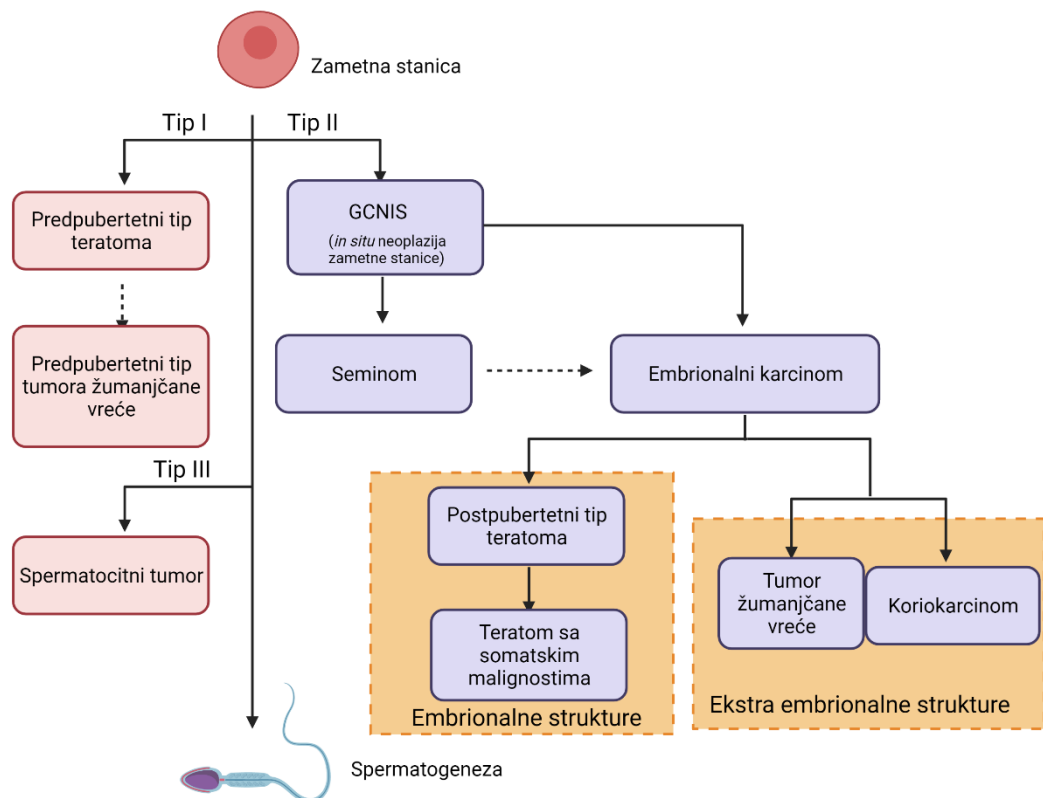 Zametna stanica
Tip I
Tip II
Predpubertetni tip
teratoma
GCNIS
(in situ neoplazija
zametne stanice)
Predpubertetni tip
tumora žumanjčane
vreće
Seminom
Embrionalni karcinom
Tip III
Spermatocitni tumor
Postpubertetni tip
teratoma
Teratom sa
somatskim
malignostima
Embrionalne strukture
Tumor
žumanjčane
vreće
Koriokarcinom
Ekstra embrionalne strukture
Spermatogeneza